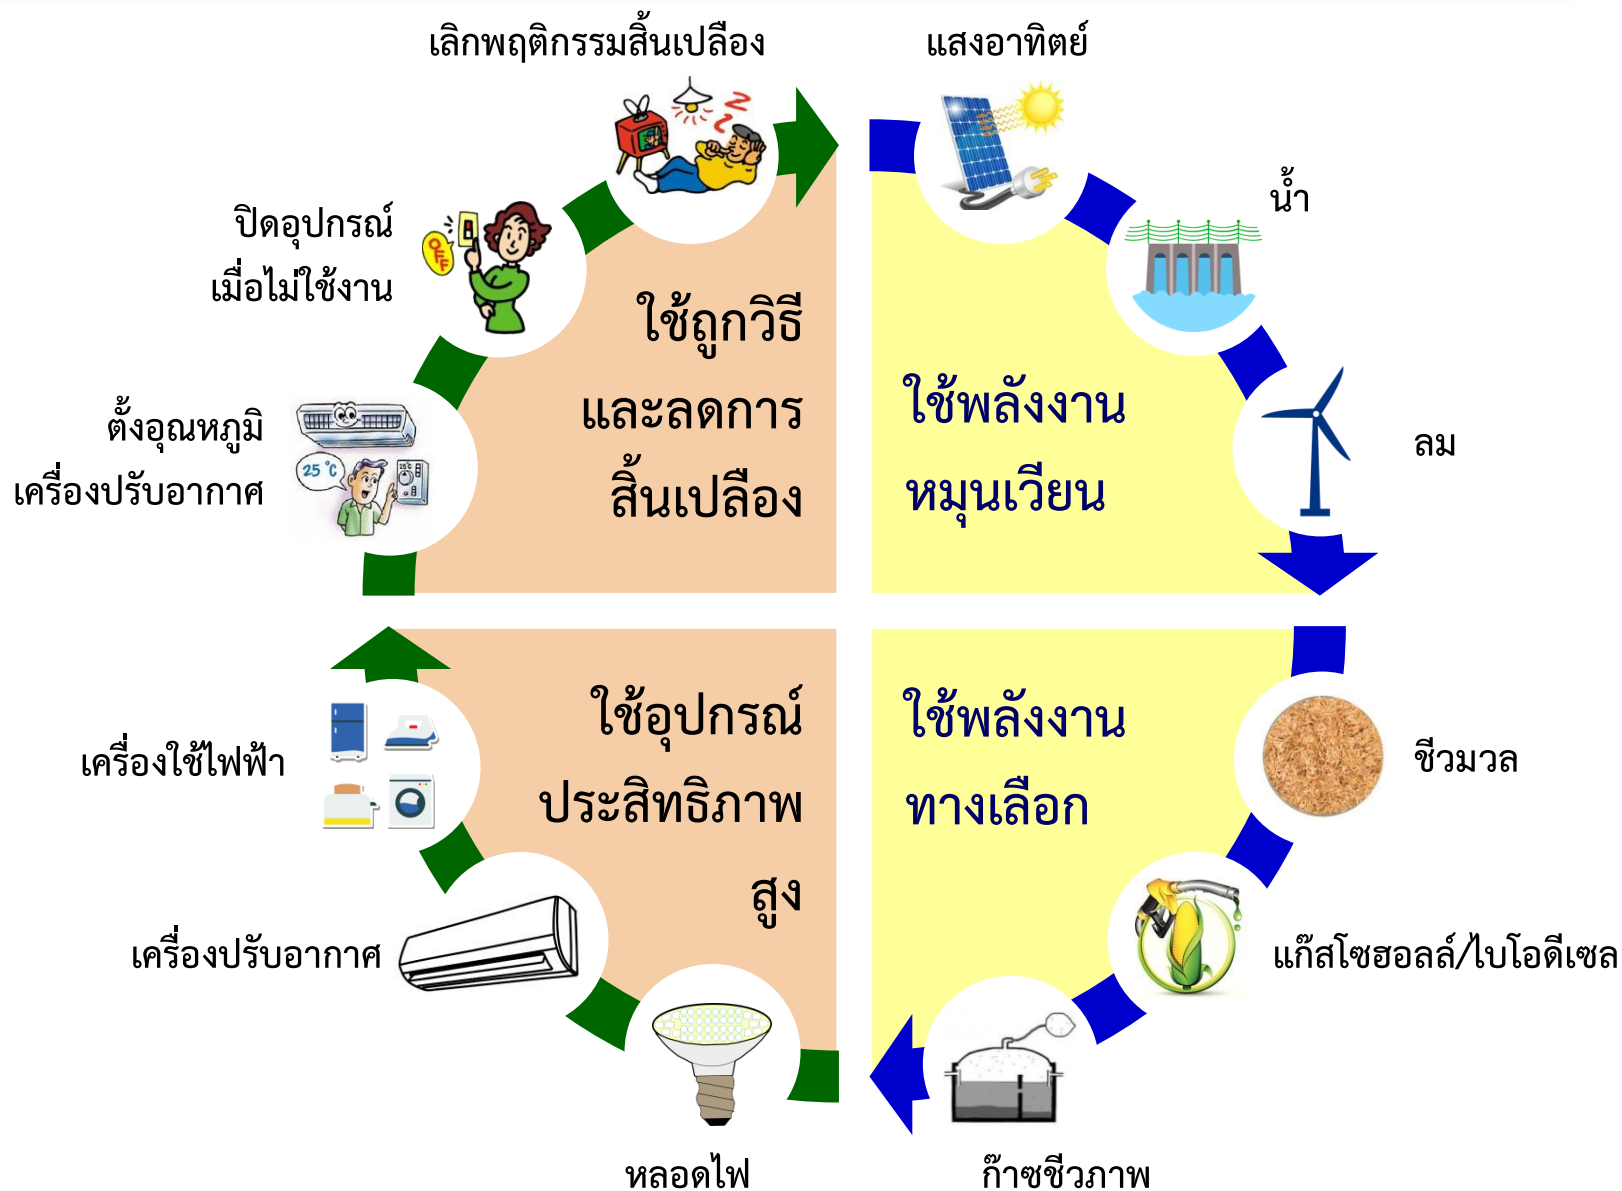 เลิกพฤติกรรมสิ้นเปลือง
แสงอาทิตย์
น้ำ
ปิดอุปกรณ์
เมื่อไม่ใช้งาน
OFF
ใช้ถูกวิธี
และลดการ
สิ้นเปลือง
ใช้พลังงาน
หมุนเวียน
ลม
ตั้งอุณหภูมิ
เครื่องปรับอากาศ
25 °C
ใช้อุปกรณ์
ประสิทธิภาพ
สูง
ใช้พลังงาน
ทางเลือก
เครื่องใช้ไฟฟ้า
ชีวมวล
เครื่องปรับอากาศ
แก๊สโซฮอลล์/ไบโอดีเซล
หลอดไฟ
ก๊าซชีวภาพ